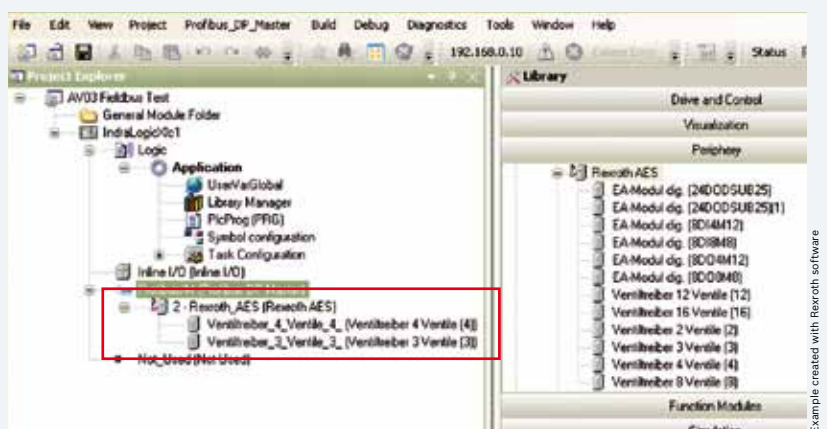 File Edit View Project Profibus_DP_Master Build Debug Diagnostics Tools Window Help
192.168.0.10 Status
Project Explorer
AV03 Fieldbus Test
General Module Folder
IndraLogicXlc1
Logic
Application
UserVarGlobal
Library Manager
PlcProg (PRG)
Symbol configuration
Task Configuration
Inline I/O (Inline I/O)
2 - Rexroth_AES (Rexroth AES)
Ventiltreiber_4_Ventile_4_ (Ventiltreiber 4 Ventile [4])
Ventiltreiber_3_Ventile_3_ (Ventiltreiber 3 Ventile [3])
Not_Used (Not Used)
Library
Drive and Control
Visualization
Periphery
Rexroth AES
EA-Modul dig. [24DODSUB25]
EA-Modul dig. [24DODSUB25](1)
EA-Modul dig. [8DI4M12]
EA-Modul dig. [8DI8M8]
EA-Modul dig. [8DO4M12]
EA-Modul dig. [8DO8M8]
Ventiltreiber 12 Ventile [12]
Ventiltreiber 16 Ventile [16]
Ventiltreiber 2 Ventile [2]
Ventiltreiber 3 Ventile [3]
Ventiltreiber 4 Ventile [4]
Ventiltreiber 8 Ventile [8]
Function Modules
Example created with Rexroth software